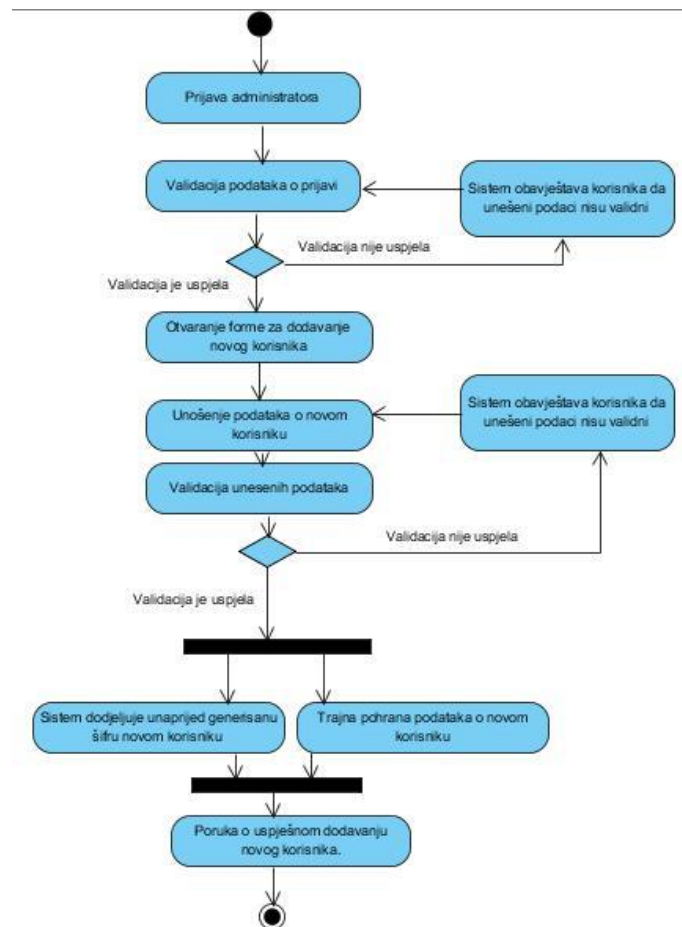 Prijava administratora
Validacija podataka o prijavi
Sistem obavještava korisnika da
unešeni podaci nisu validni
Validacija nije uspjela
Validacija je uspjela
Otvaranje forme za dodavanje
novog korisnika
Unošenje podataka o novom
korisniku
Sistem obavještava korisnika da
unešeni podaci nisu validni
Validacija unesenih podataka
Validacija nije uspjela
Validacija je uspjela
Sistem dodjeljuje unaprijed generisanu
šifru novom korisniku
Trajna pohrana podataka o novom
korisniku
Poruka o uspješnom dodavanju
novog korisnika.